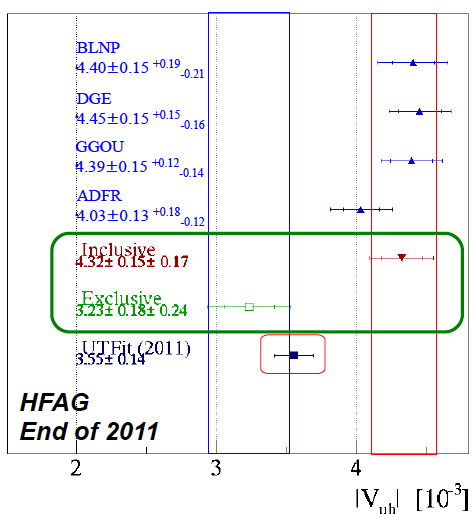 BLNP
4.40±0.15 +0.19 -0.21
DGE
4.45±0.15 +0.15 -0.16
GGOU
4.39±0.15 +0.12 -0.14
ADFR
4.03±0.13 +0.18 -0.12
Inclusive
4.32± 0.15± 0.17
Exclusive
3.23± 0.18± 0.24
UTFit (2011)
3.55± 0.14
HFAG
End of 2011
2 3 4
|Vub| [10-3]